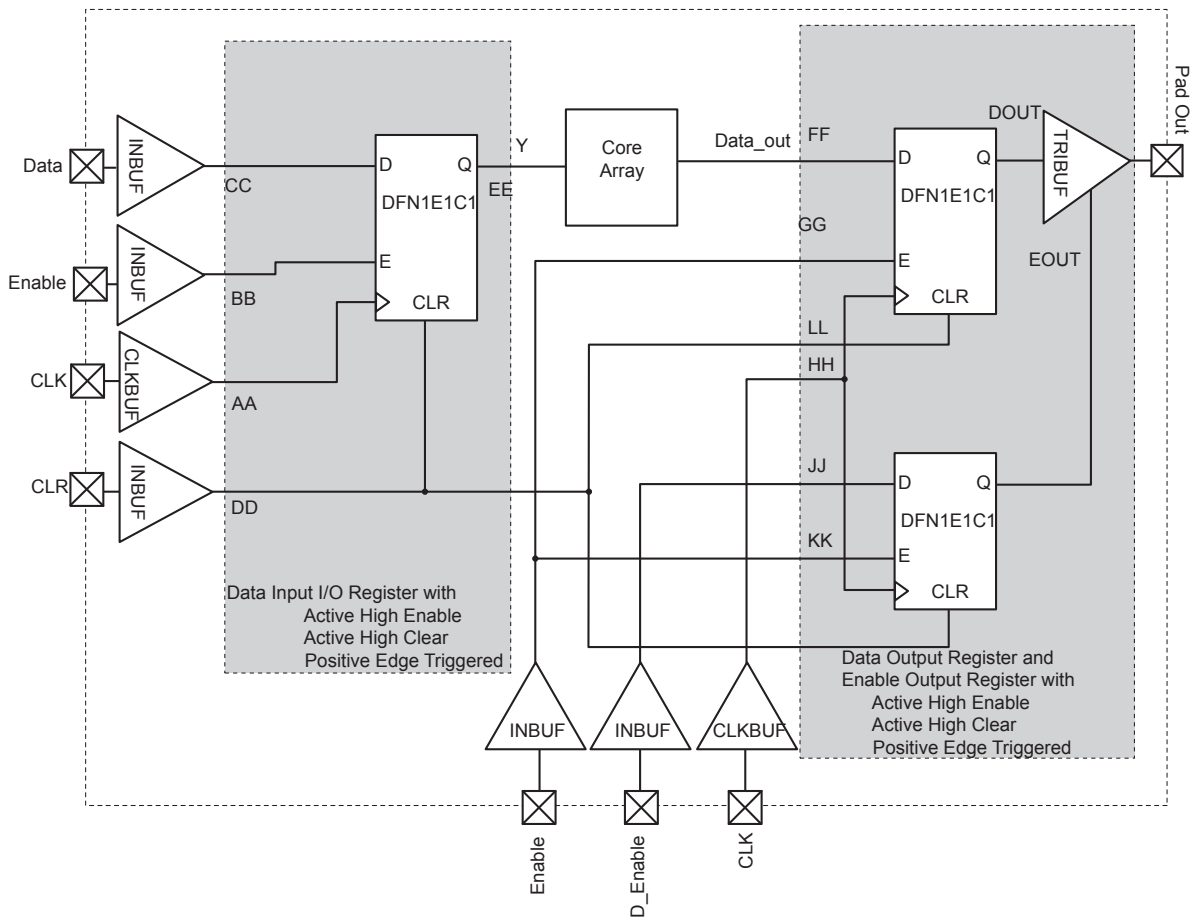 Data
INBUF
CC
Enable
INBUF
BB
CLK
CLKBUF
AA
CLR
INBUF
DD
D
Q
DFN1E1C1
E
CLR
Y
EE
Core
Array
Data_out
FF
GG
D
Q
DFN1E1C1
E
CLR
DOUT
TRIBUF
Pad Out
EOUT
LL
HH
JJ
KK
D
Q
DFN1E1C1
E
CLR
Data Input I/O Register with
Active High Enable
Active High Clear
Positive Edge Triggered
Data Output Register and
Enable Output Register with
Active High Enable
Active High Clear
Positive Edge Triggered
INBUF
INBUF
CLKBUF
Enable
D_Enable
CLK